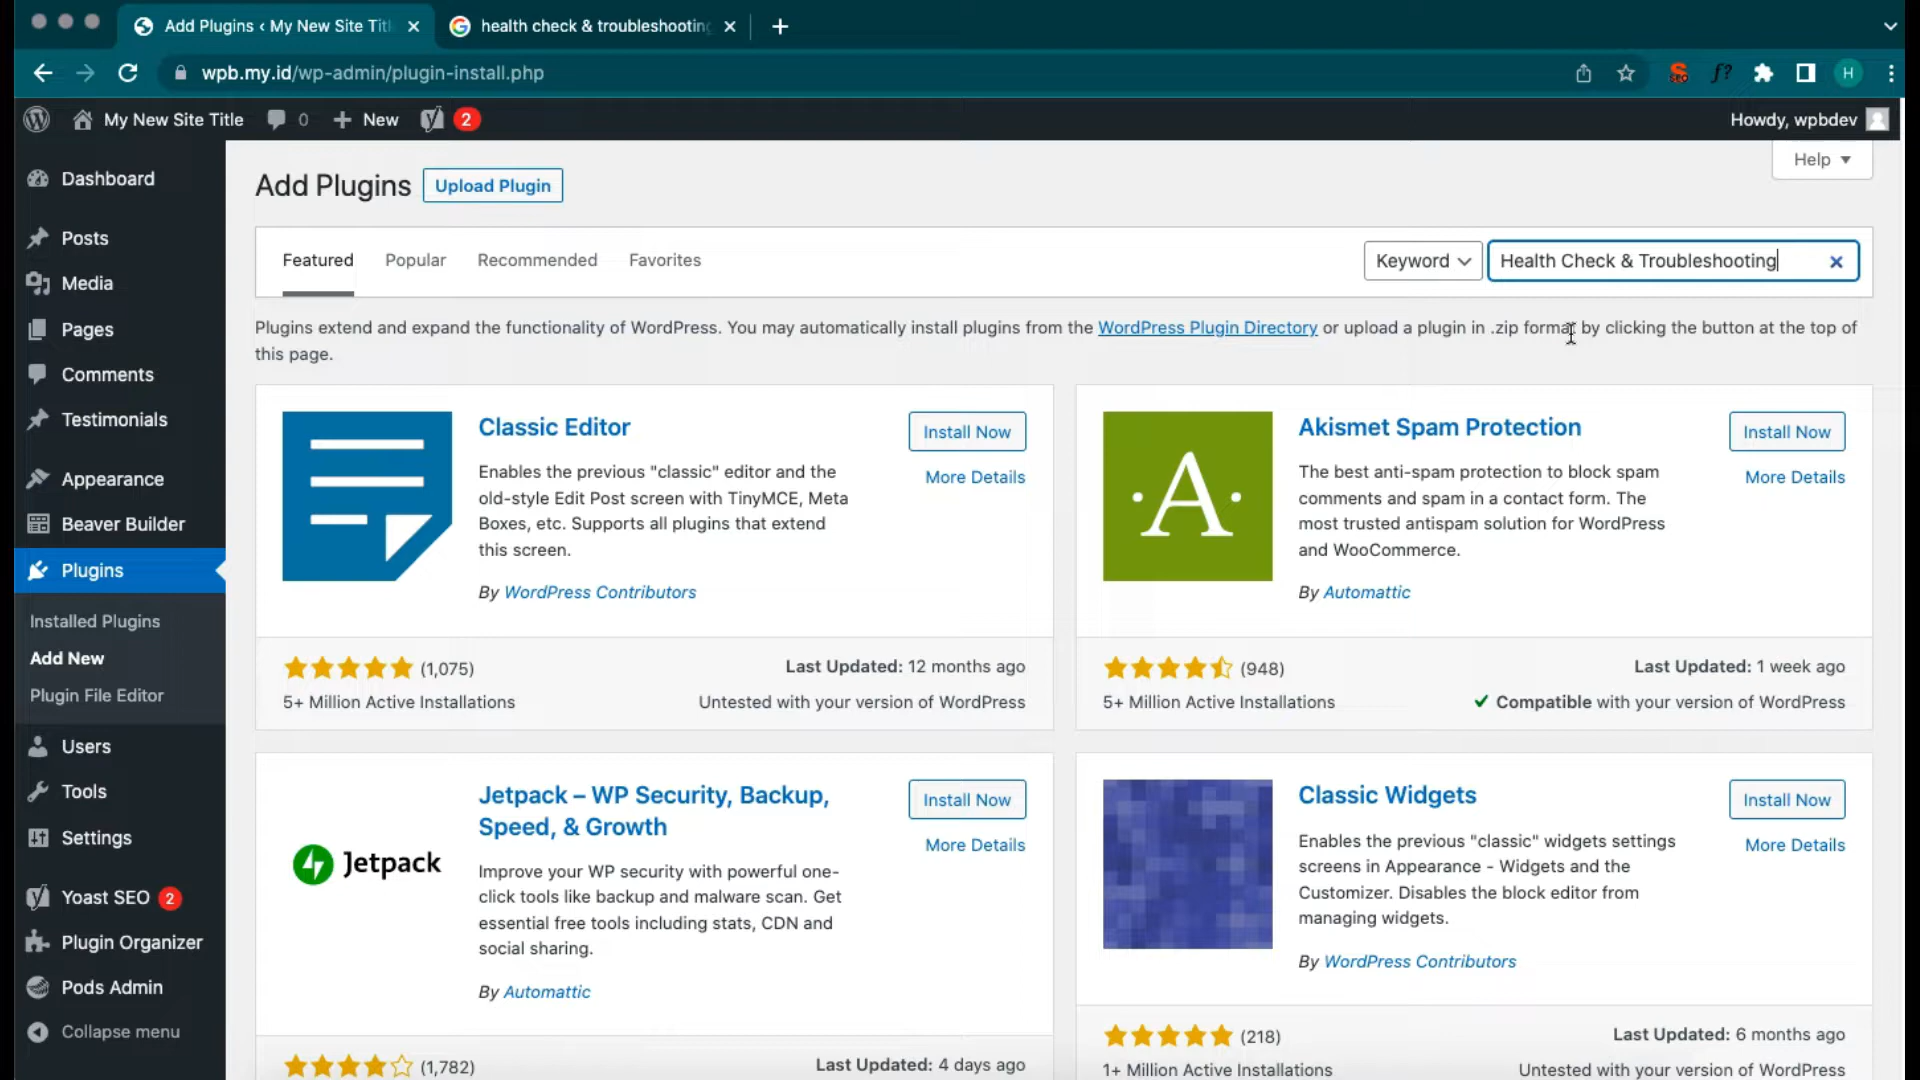 Add Plugins ‹ My New Site Titl
health check & troubleshooting
wpb.my.id/wp-admin/plugin-install.php
H
My New Site Title
0
New
2
Howdy, wpbdev
Dashboard
Posts
Media
Pages
Comments
Testimonials
Appearance
Beaver Builder
Plugins
Installed Plugins
Add New
Plugin File Editor
Users
Tools
Settings
Yoast SEO 2
Plugin Organizer
Pods Admin
Collapse menu
Help
Add Plugins
Upload Plugin
Featured Popular Recommended Favorites
Keyword
Health Check & Troubleshooting
Plugins extend and expand the functionality of WordPress. You may automatically install plugins from the WordPress Plugin Directory or upload a plugin in .zip format by clicking the button at the top of
this page.
Classic Editor
Install Now
More Details
Enables the previous "classic" editor and the
old-style Edit Post screen with TinyMCE, Meta
Boxes, etc. Supports all plugins that extend
this screen.
By WordPress Contributors
(1,075)
Last Updated: 12 months ago
5+ Million Active Installations
Untested with your version of WordPress
A
Akismet Spam Protection
Install Now
More Details
The best anti-spam protection to block spam
comments and spam in a contact form. The
most trusted antispam solution for WordPress
and WooCommerce.
By Automattic
(948)
Last Updated: 1 week ago
5+ Million Active Installations
Compatible with your version of WordPress
Jetpack
Jetpack – WP Security, Backup,
Speed, & Growth
Install Now
More Details
Improve your WP security with powerful one-
click tools like backup and malware scan. Get
essential free tools including stats, CDN and
social sharing.
By Automattic
(1,782)
Last Updated: 4 days ago
Classic Widgets
Install Now
More Details
Enables the previous "classic" widgets settings
screens in Appearance - Widgets and the
Customizer. Disables the block editor from
managing widgets.
By WordPress Contributors
(218)
Last Updated: 6 months ago
1+ Million Active Installations
Untested with your version of WordPress